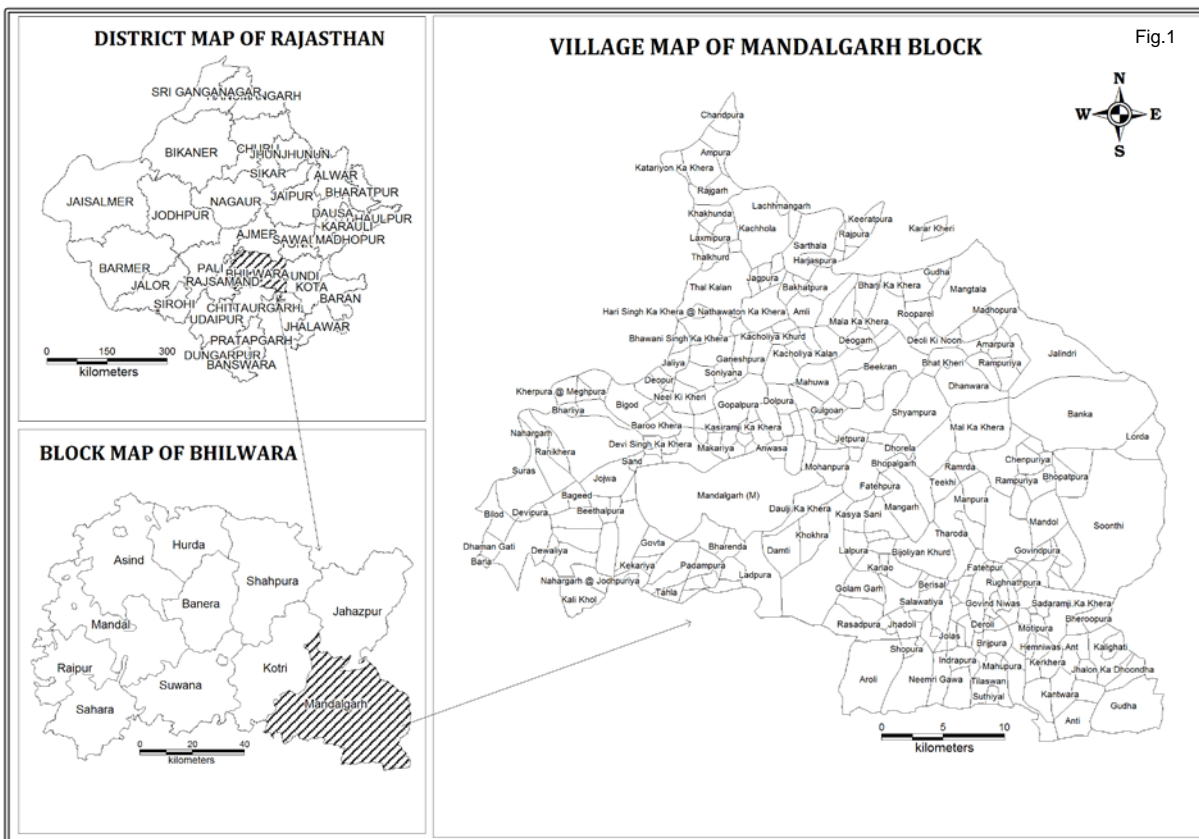 DISTRICT MAP OF RAJASTHAN
SRI GANGANAGAR
BIKANER
CHURU
JHUNJHUNUN
SIKAR
ALWAR
JAISALMER
JODHPUR
NAGAUR
JAIPUR
BHARATPUR
DAUSA
KARAULI
AJMER
SAWAI MADHOPUR
BARMER
PALI
BHILWARA
UNDI
JALOR
RAJSAMAND
KOTA
SIROHI
CHITTAURGARH
BARAN
UDAIPUR
JHALAWAR
PRATAPGARH
DUNGARPUR
BANSWARA
0 150 300
kilometers
BLOCK MAP OF BHILWARA
Hurda
Asind
Shahpura
Banera
Jahazpur
Mandal
Raipur
Kotri
Suwana
Sahara
Mandalgarh
0 20 40
kilometers
VILLAGE MAP OF MANDALGARH BLOCK
Fig.1
N
W E
S
Chandpura
Ampura
Katariyon Ka Khera
Rajgarh
Lachhmangarh
Khakhunda
Keeratpura
Kachhola
Karar Kheri
Laxmipura
Rajpura
Sarthala
Thalkhurd
Harjaspura
Jagpura
Gudha
Thal Kalan
Bakhatpura
Bharji Ka Khera
Mangtala
Hari Singh Ka Khera @ Nathawaton Ka Khera
Amli
Rooparel
Madhopura
Mala Ka Khera
Bhawani Singh Ka Khera
Kacholiya Khurd
Deogarh
Deoli Ki Noon
Amarpura
Jaliya
Ganeshpura
Kacholiya Kalan
Jalindri
Soniyana
Beekran
Bhat Kheri
Rampuriya
Deopur
Mahuwa
Dhanwara
Kherpura @ Meghpura
Neel Ki Kheri
Dolpura
Bhariya
Bigod
Gopalpura
Gulgoan
Shyampura
Banka
Nahargarh
Baroo Khera
Kasiramji Ka Khera
Mal Ka Khera
Lorda
Ranikhera
Devi Singh Ka Khera
Makariya
Anwasa
Jetpura
Dhorela
Suras
Sand
Mohanpura
Bhopalgarh
Ramrda
Chenpuriya
Jojwa
Fatehpura
Teekhi
Rampuriya
Bhopatpura
Bageed
Mandalgarh (M)
Manpura
Bilod
Devipura
Beethalpura
Daulji Ka Khera
Kasya Sani
Mangarh
Mandol
Soonthi
Dhaman Gati
Dewaliya
Govta
Bharenda
Khokhra
Tharoda
Baria
Damti
Lalpura
Bijoliyan Khurd
Govindpura
Kekariya
Padampura
Karlao
Fatehpur
Nahargarh @ Jodhpuriya
Ladpura
Rughnathpura
Kali Khol
Tahla
Golam Garh
Berisal
Salawatiya
Govind Niwas
Sadaramji Ka Khera
Rasadpura
Jhadoli
Deroli
Motipura
Bheroopura
Jolas
Shopura
Brijpura
Hemniwas
Ant
Kalighati
Indrapura
Mahupura
Kerkhera
Jhalon Ka Dhoondha
Aroli
Neemri Gawa
Tilaswan
Suthiyal
Kantwara
Gudha
Anti
0 5 10
kilometers